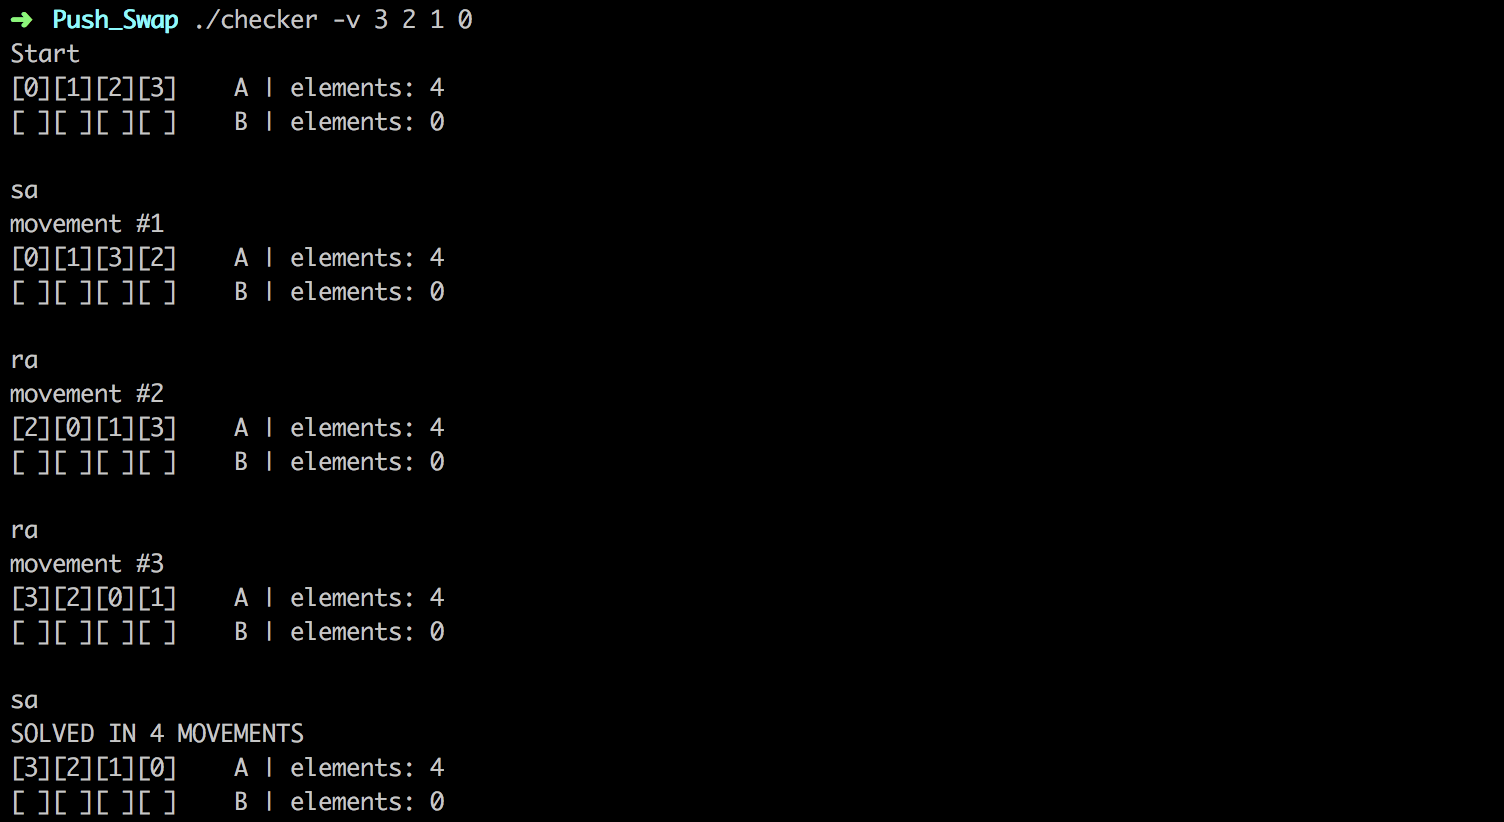 ➜ Push_Swap ./checker -v 3 2 1 0
Start
[0][1][2][3]    A | elements: 4
[ ][ ][ ][ ]    B | elements: 0

sa
movement #1
[0][1][3][2]    A | elements: 4
[ ][ ][ ][ ]    B | elements: 0

ra
movement #2
[2][0][1][3]    A | elements: 4
[ ][ ][ ][ ]    B | elements: 0

ra
movement #3
[3][2][0][1]    A | elements: 4
[ ][ ][ ][ ]    B | elements: 0

sa
SOLVED IN 4 MOVEMENTS
[3][2][1][0]    A | elements: 4
[ ][ ][ ][ ]    B | elements: 0